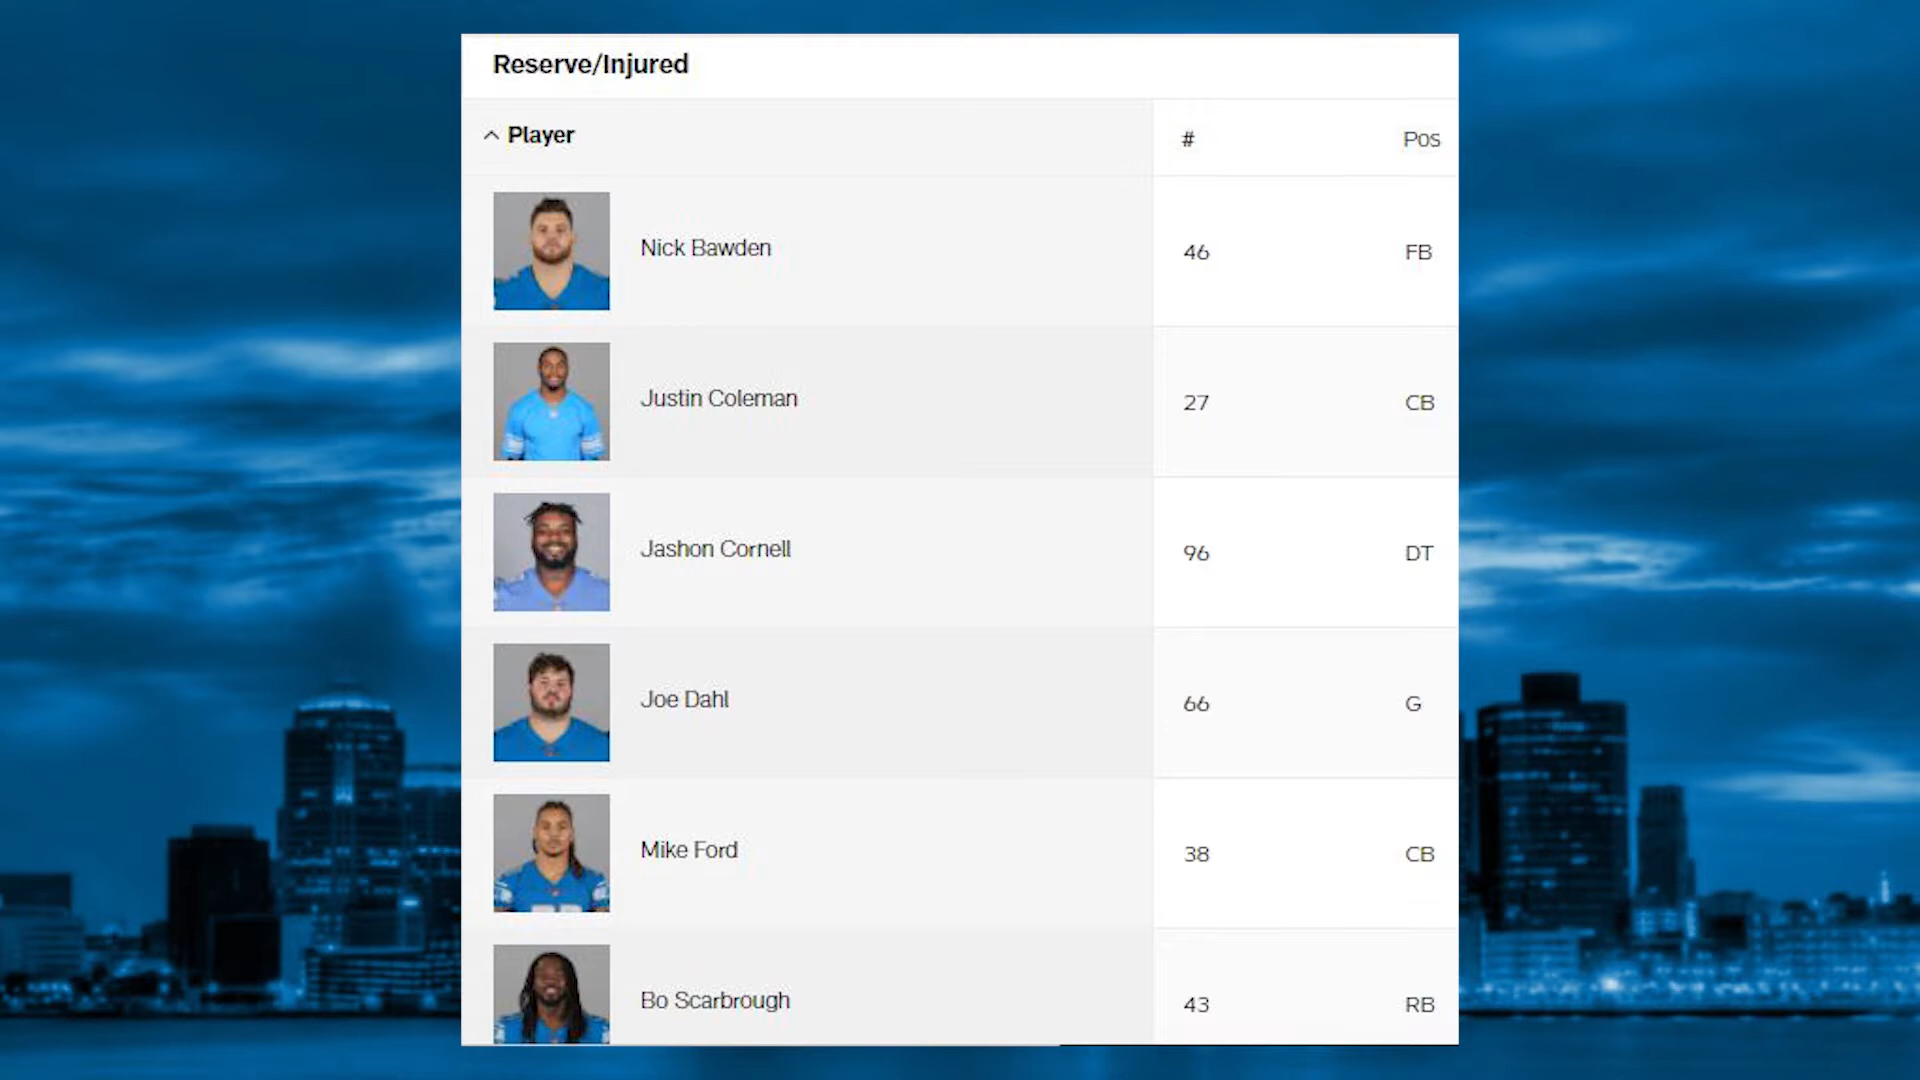 Reserve/Injured
Player # Pos
Nick Bawden 46 FB
Justin Coleman 27 CB
Jashon Cornell 96 DT
Joe Dahl 66 G
Mike Ford 38 CB
Bo Scarbrough 43 RB